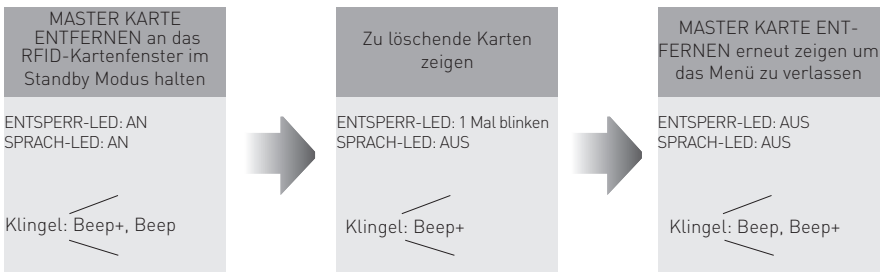 MASTER KARTE
ENTFERNEN an das
RFID-Kartenfenster im
Standby Modus halten
ENTSPERR-LED: AN
SPRACH-LED: AN
Klingel: Beep+, Beep
Zu löschende Karten
zeigen
ENTSPERR-LED: 1 Mal blinken
SPRACH-LED: AUS
Klingel: Beep+
MASTER KARTE ENT-
FERNEN erneut zeigen um
das Menü zu verlassen
ENTSPERR-LED: AUS
SPRACH-LED: AUS
Klingel: Beep, Beep+